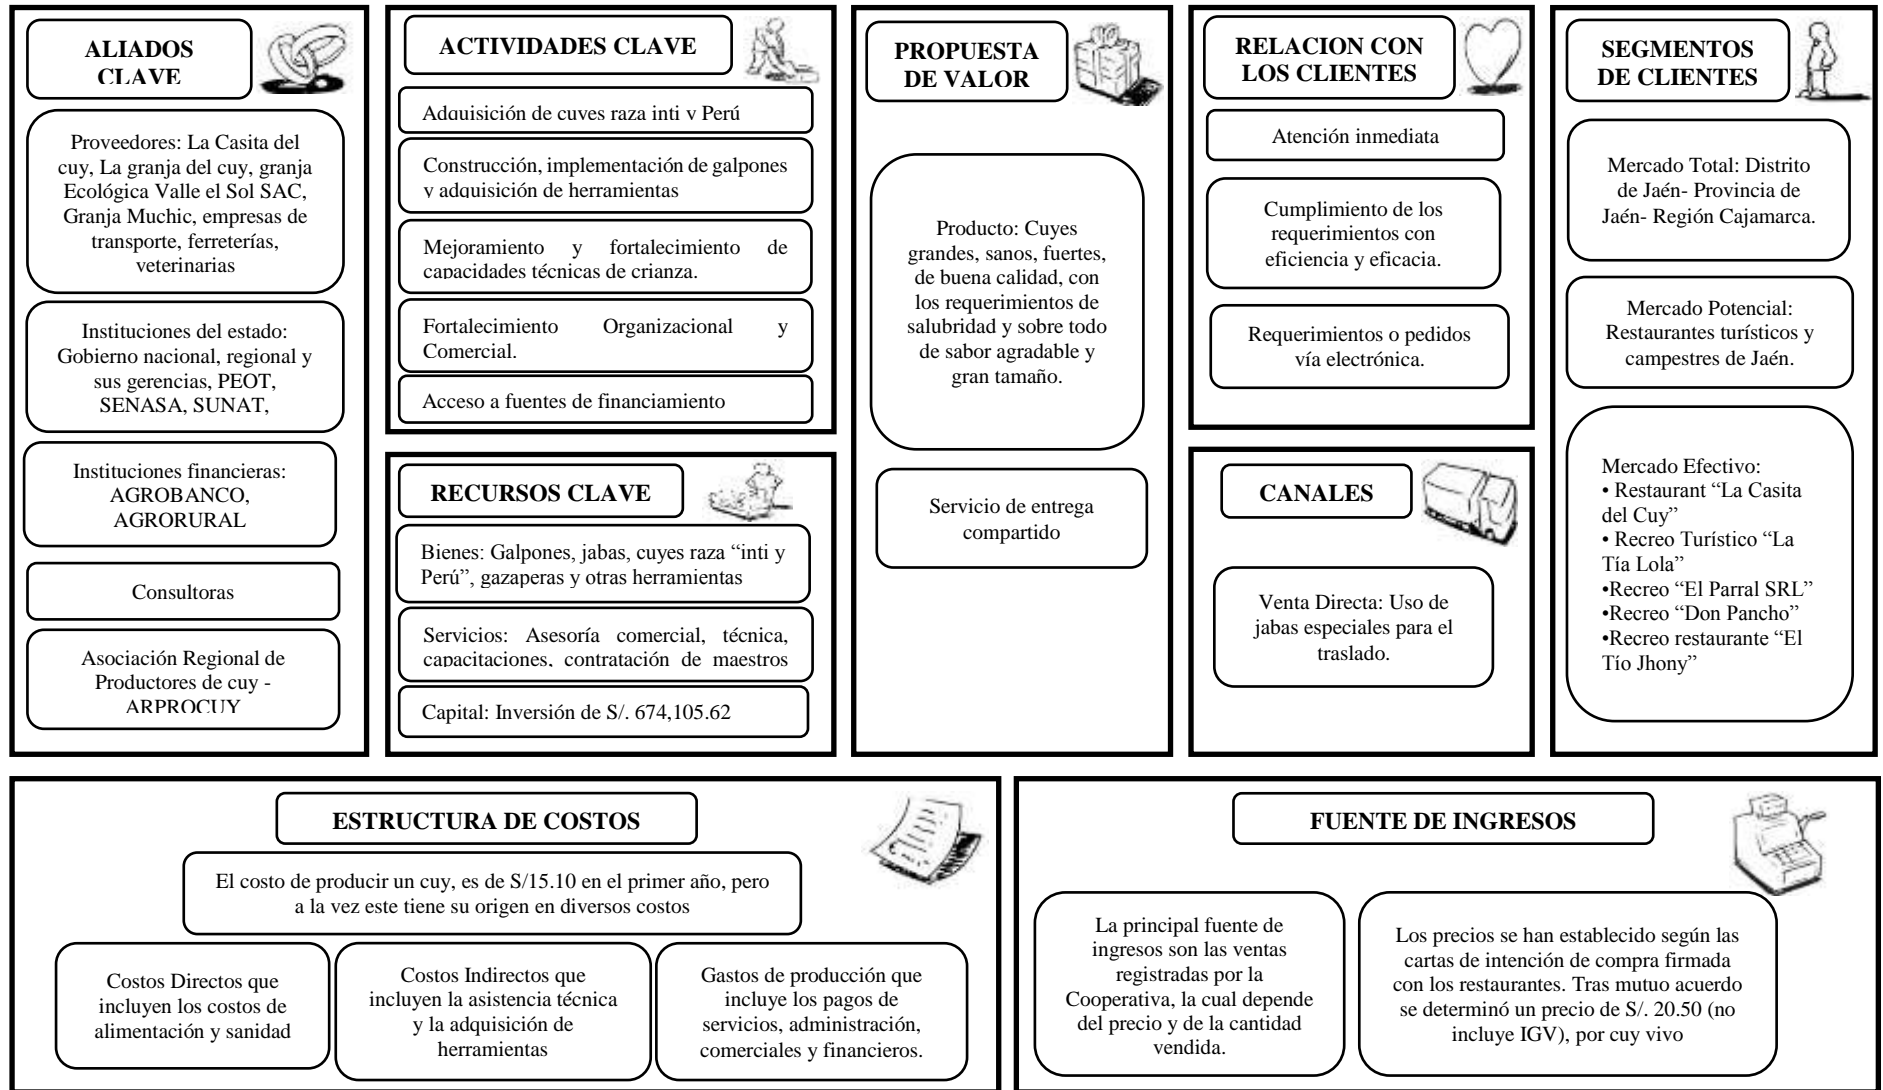 ALIADOS
CLAVE
Proveedores: La Casita del
cuy, La granja del cuy, granja
Ecológica Valle el Sol SAC,
Granja Muchic, empresas de
transporte, ferreterías,
veterinarias
Instituciones del estado:
Gobierno nacional, regional y
sus gerencias, PEOT,
SENASA, SUNAT,
Instituciones financieras:
AGROBANCO,
AGRORURAL
Consultoras
Asociación Regional de
Productores de cuy -
ARPROCUY
ACTIVIDADES CLAVE
Adquisición de cuyes raza inti y Perú
Construcción, implementación de galpones
y adquisición de herramientas
Mejoramiento y fortalecimiento de
capacidades técnicas de crianza.
Fortalecimiento Organizacional y
Comercial.
Acceso a fuentes de financiamiento
RECURSOS CLAVE
Bienes: Galpones, jabas, cuyes raza “inti y
Perú”, gazaperas y otras herramientas
Servicios: Asesoría comercial, técnica,
capacitaciones, contratación de maestros
Capital: Inversión de S/. 674,105.62
PROPUESTA
DE VALOR
Producto: Cuyes
grandes, sanos, fuertes,
de buena calidad, con
los requerimientos de
salubridad y sobre todo
de sabor agradable y
gran tamaño.
Servicio de entrega
compartido
RELACION CON
LOS CLIENTES
Atención inmediata
Cumplimiento de los
requerimientos con
eficiencia y eficacia.
Requerimientos o pedidos
vía electrónica.
CANALES
Venta Directa: Uso de
jabas especiales para el
traslado.
SEGMENTOS
DE CLIENTES
Mercado Total: Distrito
de Jaén- Provincia de
Jaén- Región Cajamarca.
Mercado Potencial:
Restaurantes turísticos y
campestres de Jaén.
Mercado Efectivo:
• Restaurant “La Casita
del Cuy”
• Recreo Turístico “La
Tía Lola”
•Recreo “El Parral SRL”
•Recreo “Don Pancho”
•Recreo restaurante “El
Tío Jhony”
ESTRUCTURA DE COSTOS
El costo de producir un cuy, es de S/15.10 en el primer año, pero
a la vez este tiene su origen en diversos costos
Costos Directos que
incluyen los costos de
alimentación y sanidad
Costos Indirectos que
incluyen la asistencia técnica
y la adquisición de
herramientas
Gastos de producción que
incluye los pagos de
servicios, administración,
comerciales y financieros.
FUENTE DE INGRESOS
La principal fuente de
ingresos son las ventas
registradas por la
Cooperativa, la cual depende
del precio y de la cantidad
vendida.
Los precios se han establecido según las
cartas de intención de compra firmada
con los restaurantes. Tras mutuo acuerdo
se determinó un precio de S/. 20.50 (no
incluye IGV), por cuy vivo